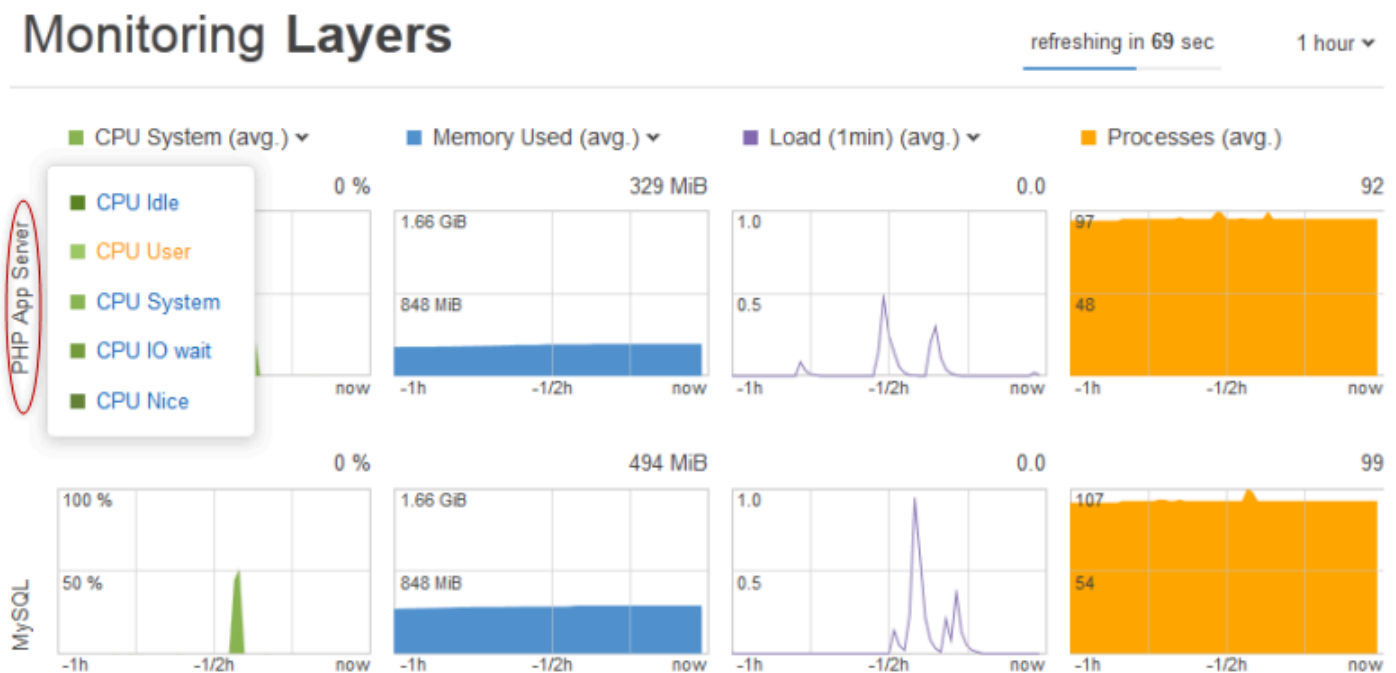 Monitoring Layers
refreshing in 69 sec
1 hour
CPU System (avg.)
Memory Used (avg.)
Load (1min) (avg.)
Processes (avg.)
PHP App Server
CPU Idle
CPU User
CPU System
CPU IO wait
CPU Nice
0 %
now
329 MiB
1.66 GiB
848 MiB
-1h -1/2h now
0.0
1.0
0.5
-1h -1/2h now
92
97
48
-1h -1/2h now
MySQL
0 %
100 %
50 %
-1h -1/2h now
494 MiB
1.66 GiB
848 MiB
-1h -1/2h now
0.0
1.0
0.5
-1h -1/2h now
99
107
54
-1h -1/2h now